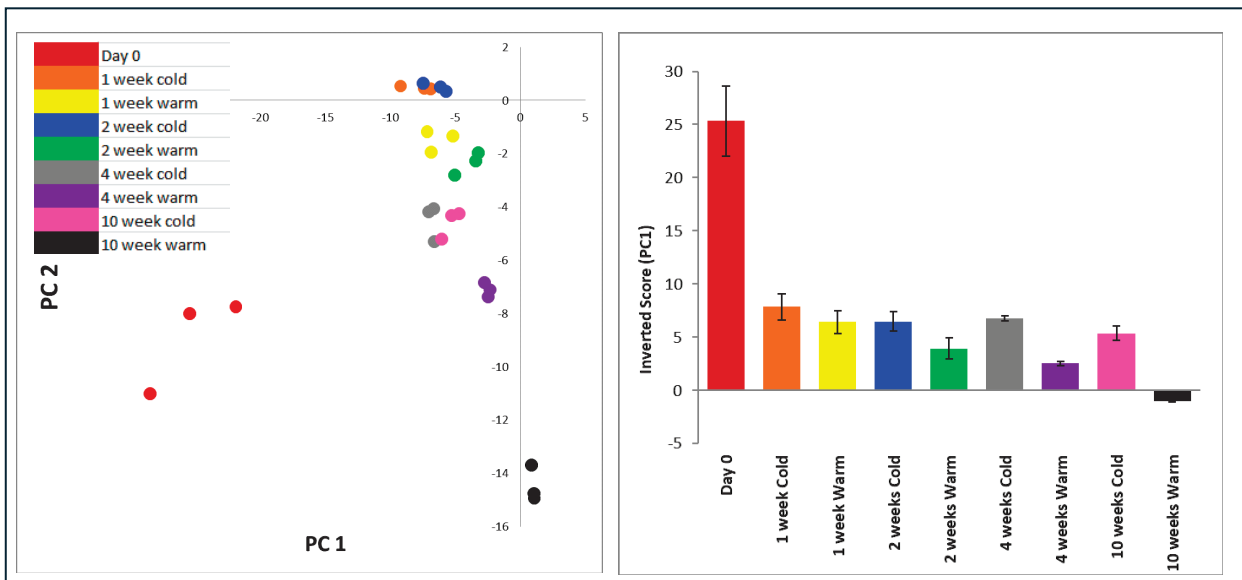 Day 0
1 week cold
1 week warm
2 week cold
2 week warm
4 week cold
4 week warm
10 week cold
10 week warm
2
0
-2
-4
-6
-8
-10
-12
-14
-16
-20
-15
-10
-5
0
5
PC 2
PC 1
30
25
20
15
10
5
0
-5
Inverted Score (PC1)
Day 0
1 week Cold
1 week Warm
2 weeks Cold
2 weeks Warm
4 weeks Cold
4 weeks Warm
10 weeks Cold
10 weeks Warm